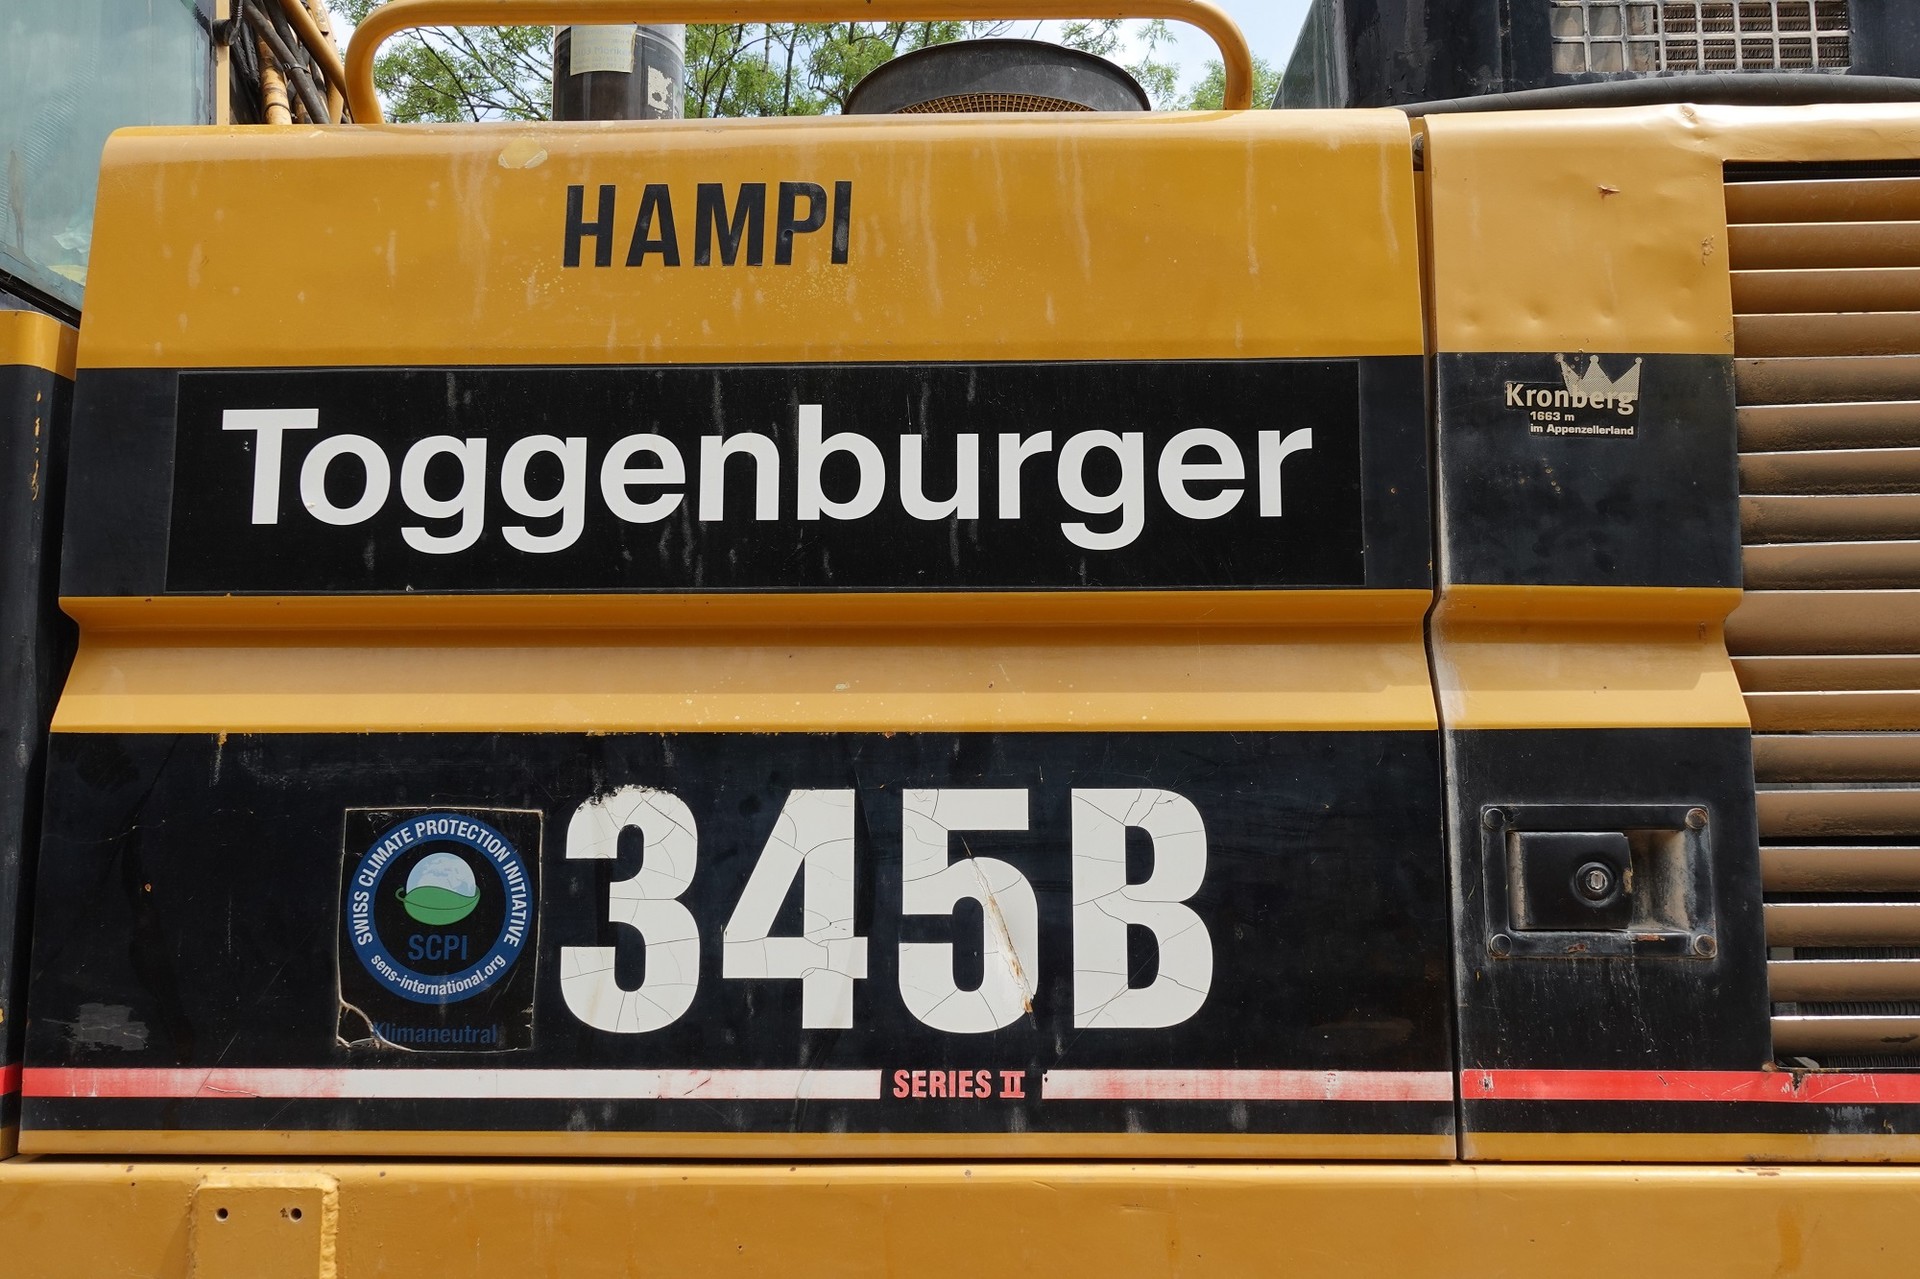 HAMPI
Toggenburger
Kronberg
1663 m
im Appenzellerland
SWISS CLIMATE PROTECTION INITIATIVE
SCPI
sens-international.org
Klimaneutral
345B
SERIES II